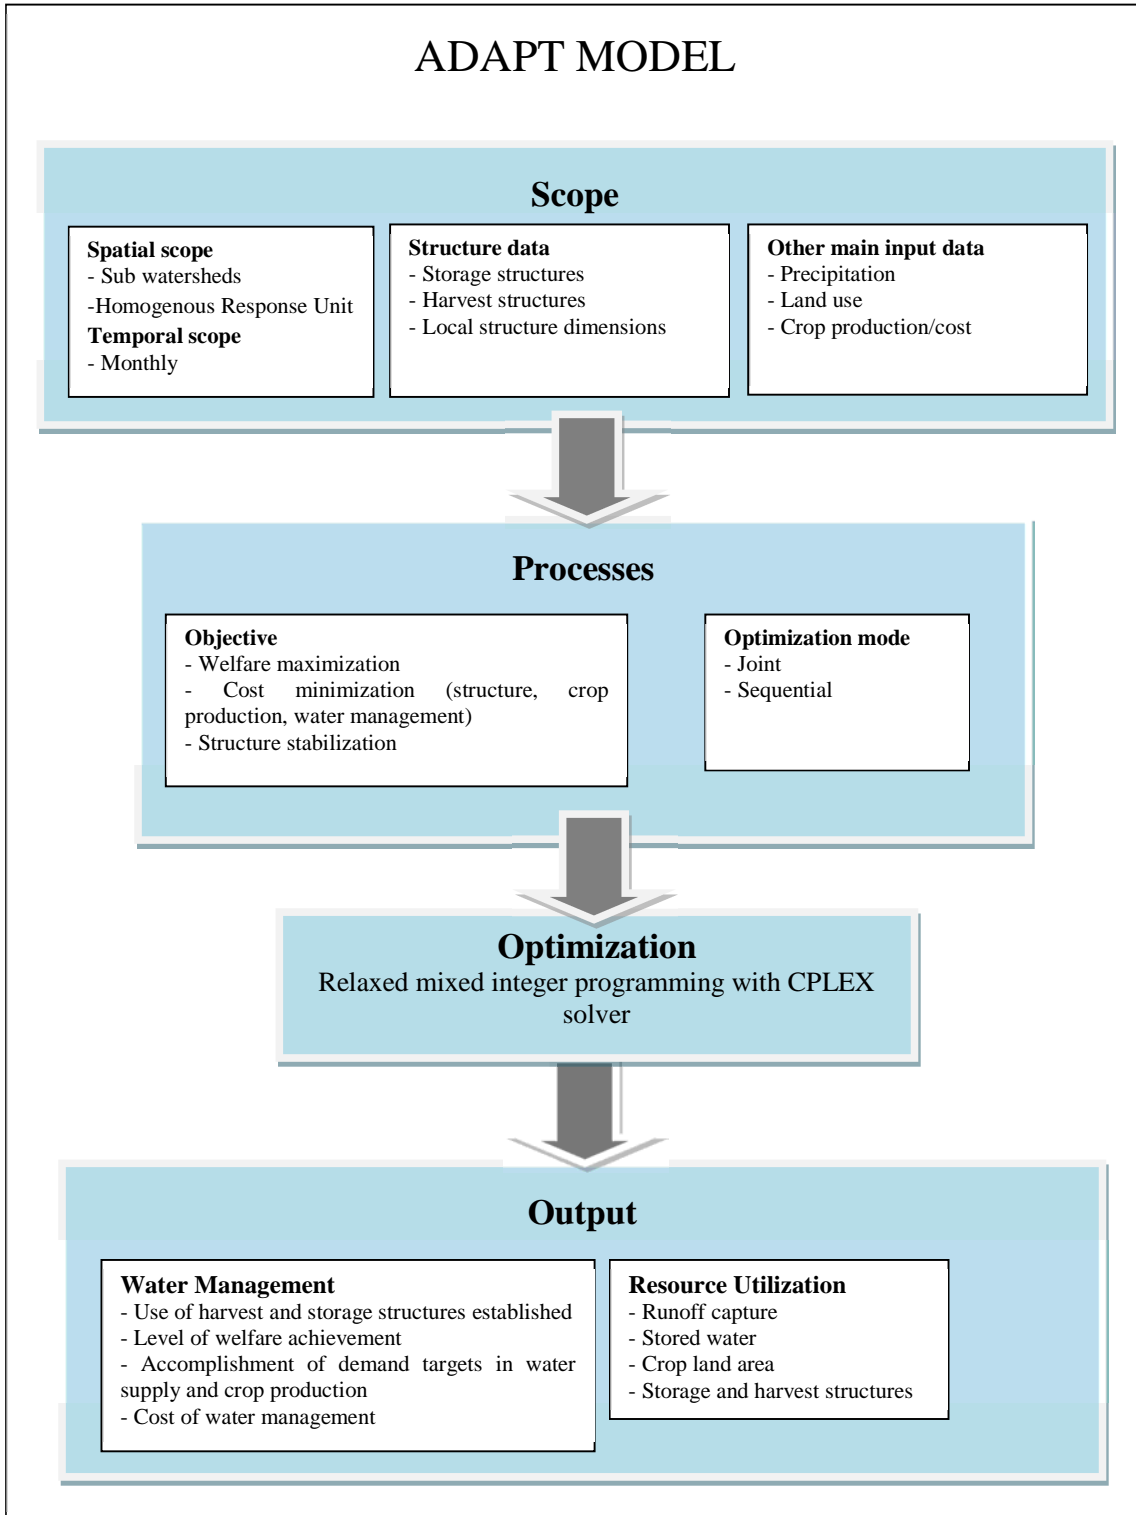 ADAPT MODEL
Scope
Spatial scope
- Sub watersheds
-Homogenous Response Unit
Temporal scope
- Monthly
Structure data
- Storage structures
- Harvest structures
- Local structure dimensions
Other main input data
- Precipitation
- Land use
- Crop production/cost
Processes
Objective
- Welfare maximization
- Cost minimization (structure, crop
production, water management)
- Structure stabilization
Optimization mode
- Joint
- Sequential
Optimization
Relaxed mixed integer programming with CPLEX
solver
Output
Water Management
- Use of harvest and storage structures established
- Level of welfare achievement
- Accomplishment of demand targets in water
supply and crop production
- Cost of water management
Resource Utilization
- Runoff capture
- Stored water
- Crop land area
- Storage and harvest structures